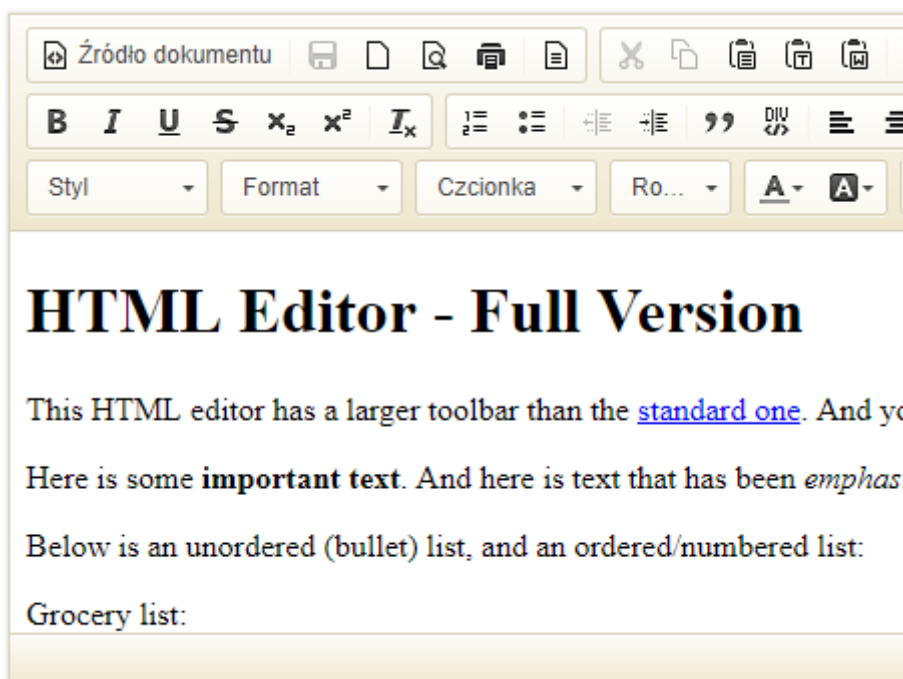 Źródło dokumentu
Styl Format Czcionka Ro...
HTML Editor - Full Version
This HTML editor has a larger toolbar than the standard one. And
Here is some important text. And here is text that has been
Below is an unordered (bullet) list, and an ordered/numbered list:
Grocery list: